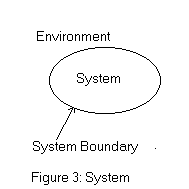 Environment
System
System Boundary
Figure 3: System